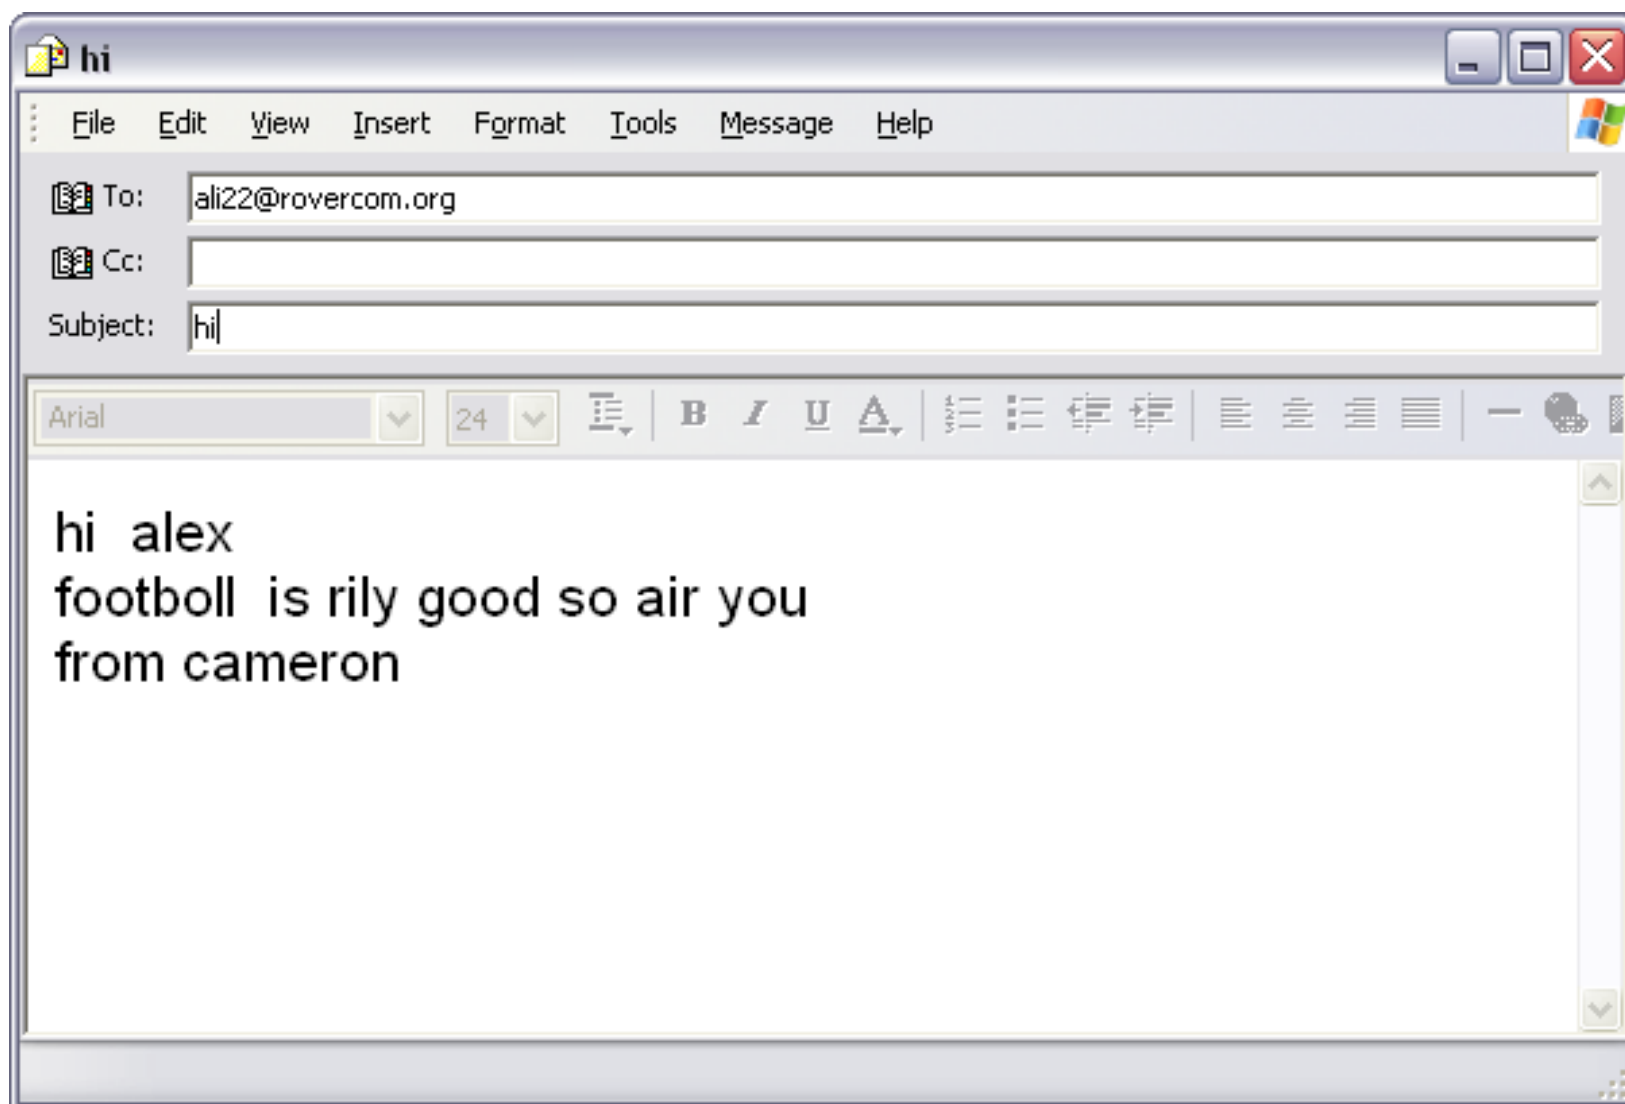 hi
File Edit View Insert Format Tools Message Help
To: ali22@rovercom.org
Cc:
Subject: hi
Arial 24 B I U A
hi  alex
footboll  is rily good so air you
from cameron